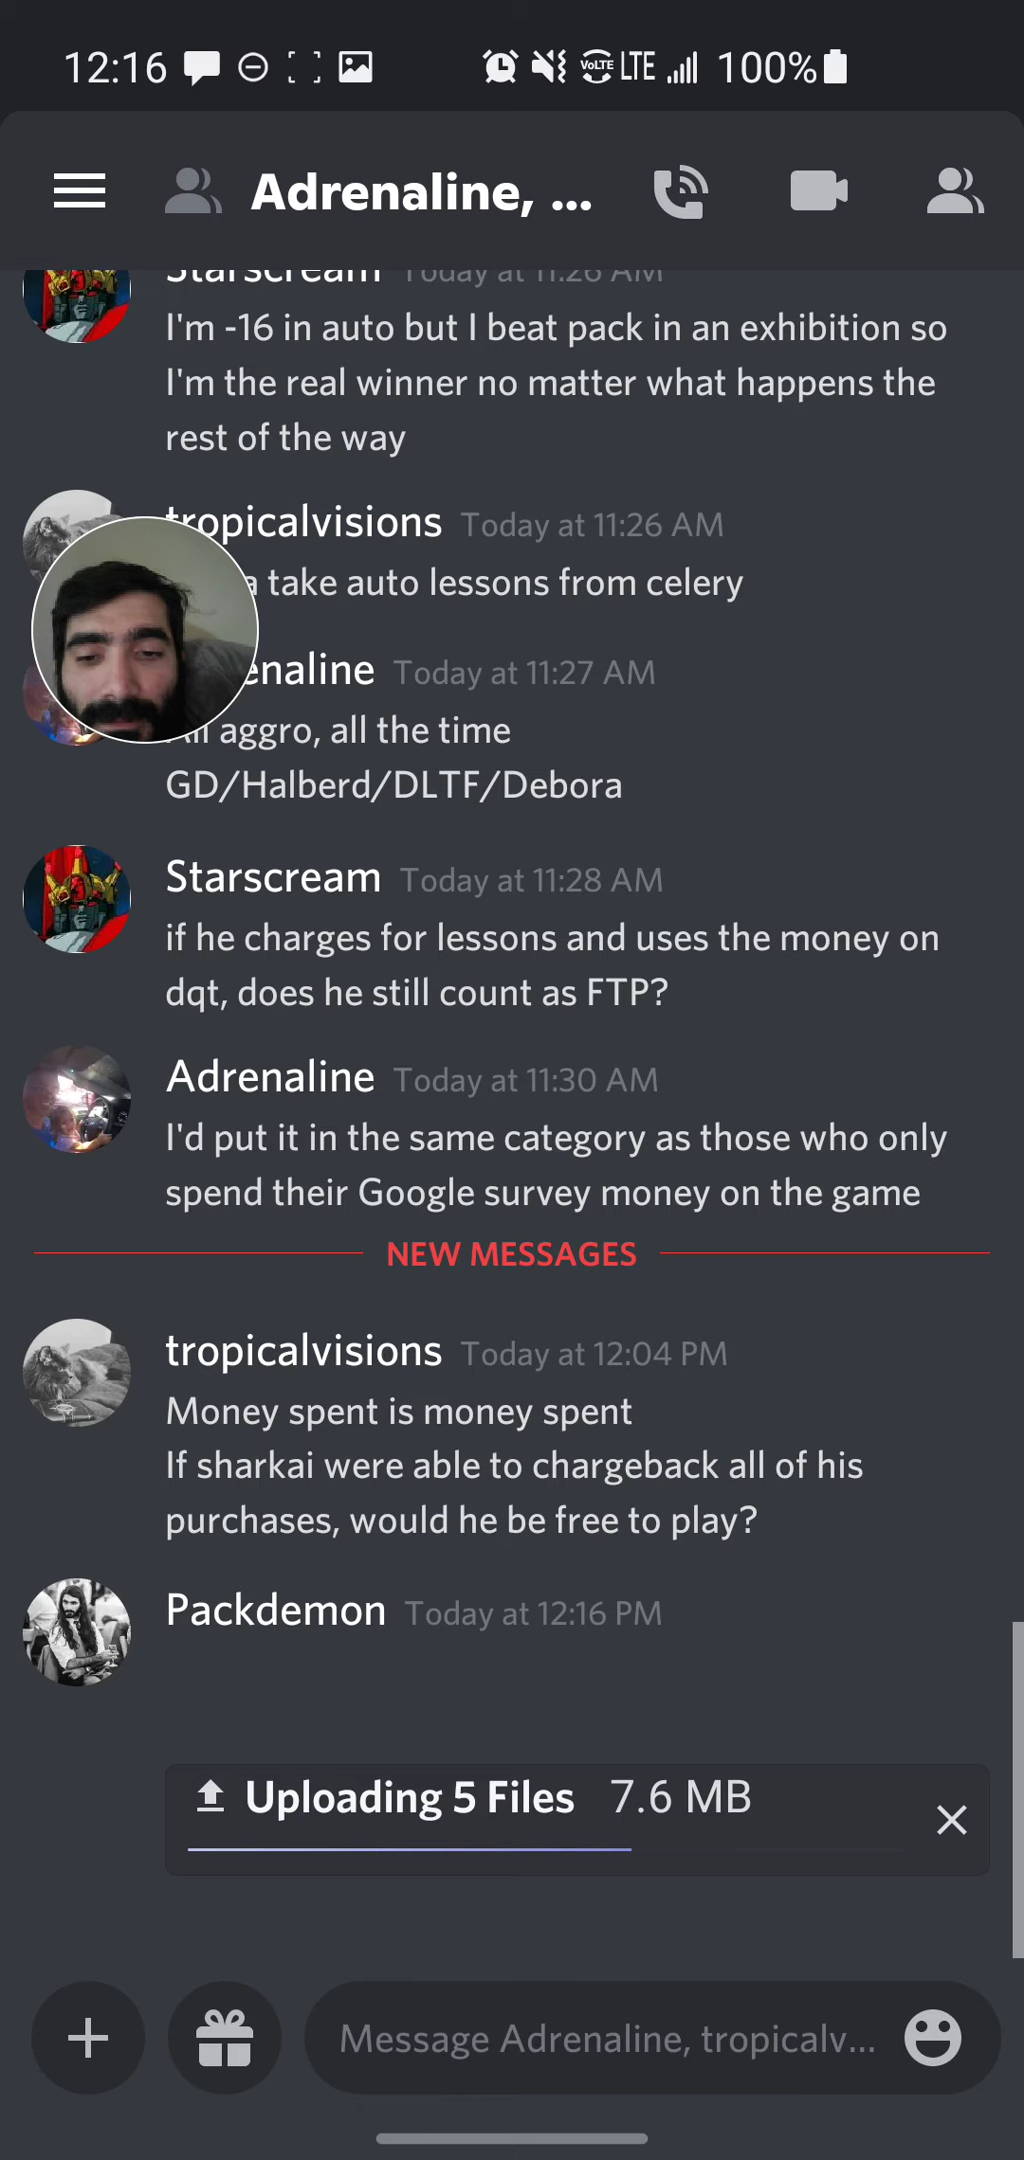 12:16 VoLTE LTE 100%
Adrenaline, ...
Starscream Today at 11:26 AM
I'm -16 in auto but I beat pack in an exhibition so
I'm the real winner no matter what happens the
rest of the way
tropicalvisions Today at 11:26 AM
take auto lessons from celery
enaline Today at 11:27 AM
All aggro, all the time
GD/Halberd/DLTF/Debora
Starscream Today at 11:28 AM
if he charges for lessons and uses the money on
dqt, does he still count as FTP?
Adrenaline Today at 11:30 AM
I'd put it in the same category as those who only
spend their Google survey money on the game
NEW MESSAGES
tropicalvisions Today at 12:04 PM
Money spent is money spent
If sharkai were able to chargeback all of his
purchases, would he be free to play?
Packdemon Today at 12:16 PM
Uploading 5 Files 7.6 MB
Message Adrenaline, tropicalv...